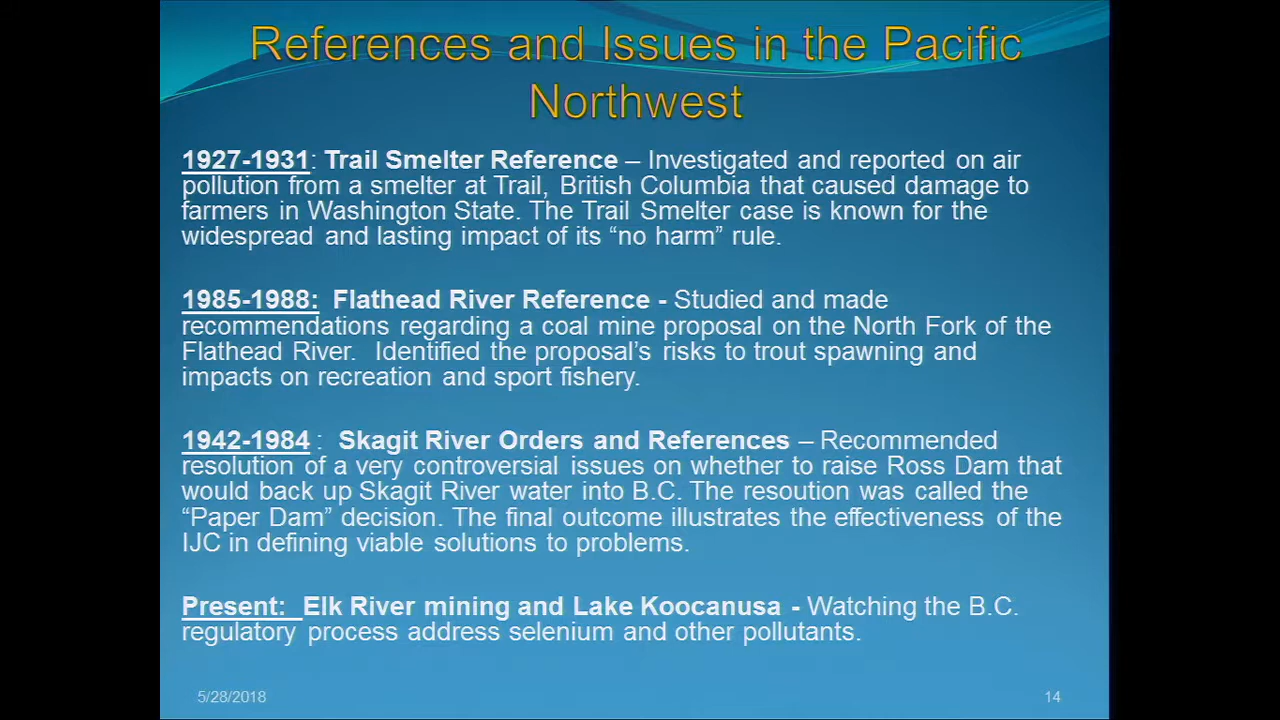 References and Issues in the Pacific
Northwest
1927-1931: Trail Smelter Reference – Investigated and reported on air
pollution from a smelter at Trail, British Columbia that caused damage to
farmers in Washington State. The Trail Smelter case is known for the
widespread and lasting impact of its “no harm” rule.
1985-1988: Flathead River Reference - Studied and made
recommendations regarding a coal mine proposal on the North Fork of the
Flathead River. Identified the proposal’s risks to trout spawning and
impacts on recreation and sport fishery.
1942-1984 : Skagit River Orders and References – Recommended
resolution of a very controversial issues on whether to raise Ross Dam that
would back up Skagit River water into B.C. The resoution was called the
“Paper Dam” decision. The final outcome illustrates the effectiveness of the
IJC in defining viable solutions to problems.
Present: Elk River mining and Lake Koocanusa - Watching the B.C.
regulatory process address selenium and other pollutants.
5/28/2018
14